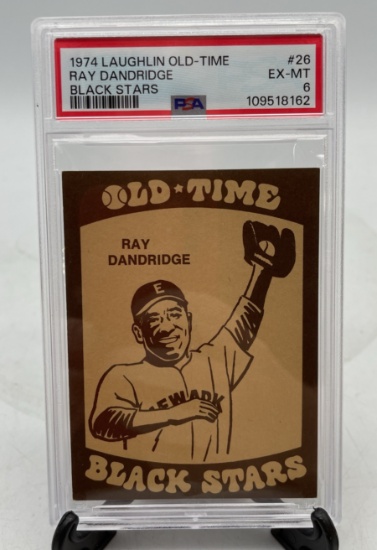 1974 LAUGHLIN OLD-TIME #26
RAY DANDRIDGE EX-MT
BLACK STARS 6
PSA 109518162
OLD TIME
RAY
DANDRIDGE
E
NEWARK
BLACK STARS